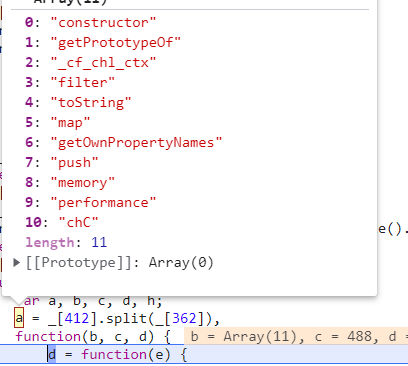 Array(11)
0: "constructor"
1: "getPrototypeOf"
2: "_cf_chl_ctx"
3: "filter"
4: "toString"
5: "map"
6: "getOwnPropertyNames"
7: "push"
8: "memory"
9: "performance"
10: "chC"
length: 11
▶[[Prototype]]: Array(0)
e().
ar a, b, c, d, h;
a = _[412].split(_[362]),
function(b, c, d) { b = Array(11), c = 488, d =
d = function(e) {